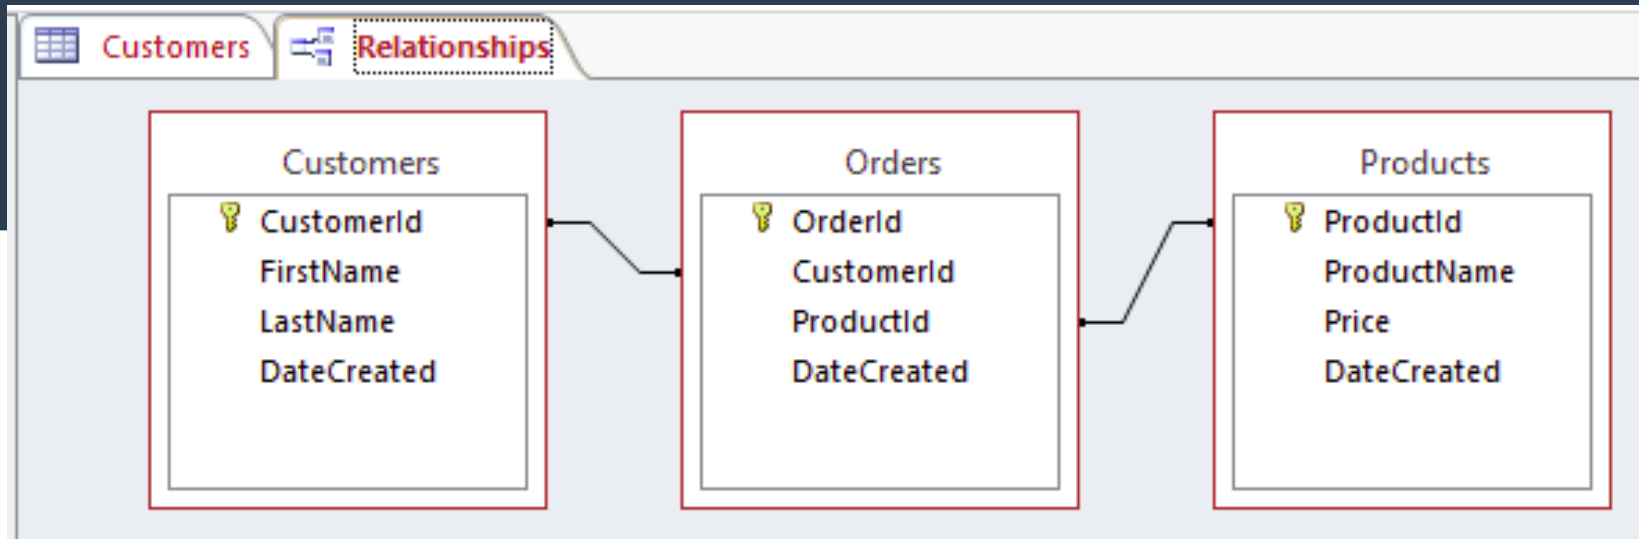 Customers
Relationships
Customers
CustomerId
FirstName
LastName
DateCreated
Orders
OrderId
CustomerId
ProductId
DateCreated
Products
ProductId
ProductName
Price
DateCreated